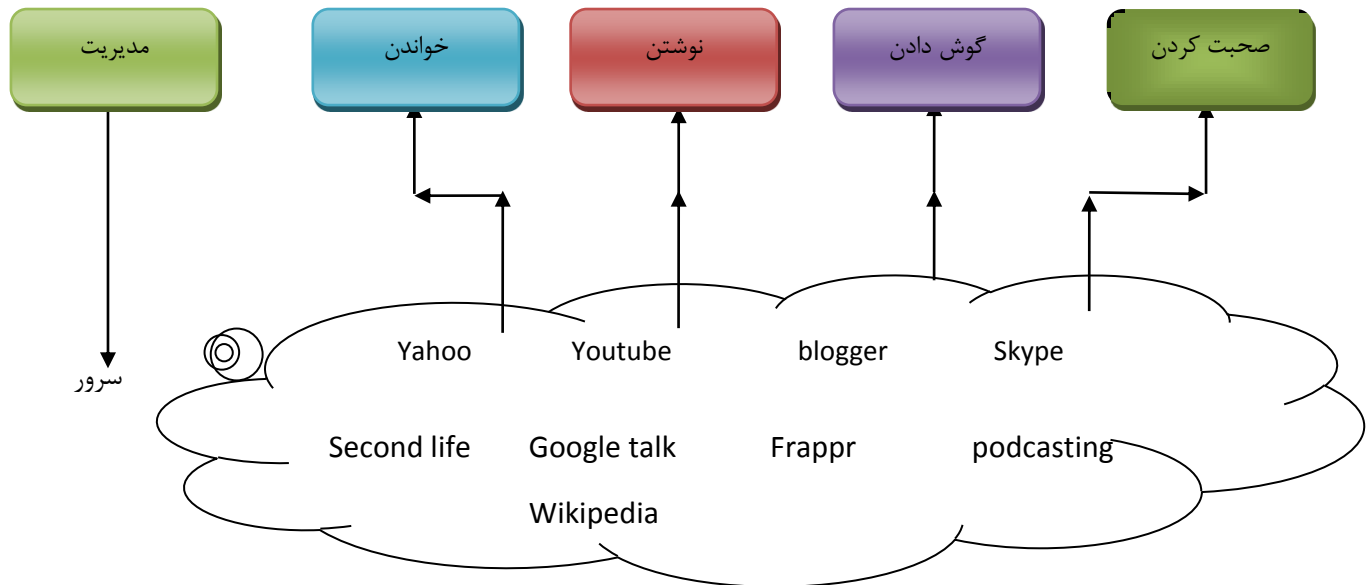 صحبت کردن
گوش دادن
نوشتن
خواندن
مدیریت
Yahoo Youtube blogger Skype
سرور
Second life Google talk Frappr podcasting
Wikipedia